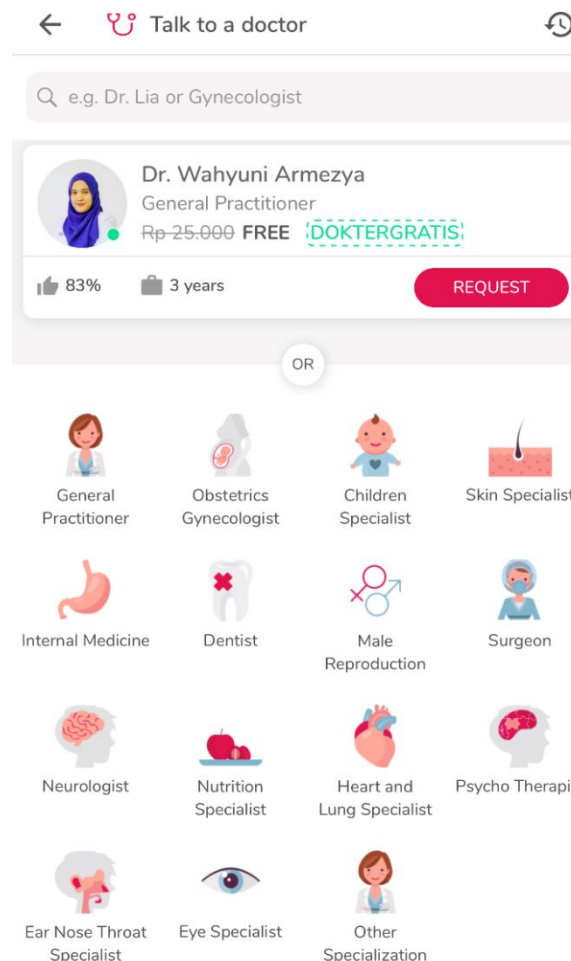 Talk to a doctor
e.g. Dr. Lia or Gynecologist
Dr. Wahyuni Armezya
General Practitioner
Rp 25.000 FREE DOKTERGRATIS
83% 3 years REQUEST
OR
General Practitioner
Obstetrics Gynecologist
Children Specialist
Skin Specialist
Internal Medicine
Dentist
Male Reproduction
Surgeon
Neurologist
Nutrition Specialist
Heart and Lung Specialist
Psycho Therapi
Ear Nose Throat Specialist
Eye Specialist
Other Specialization